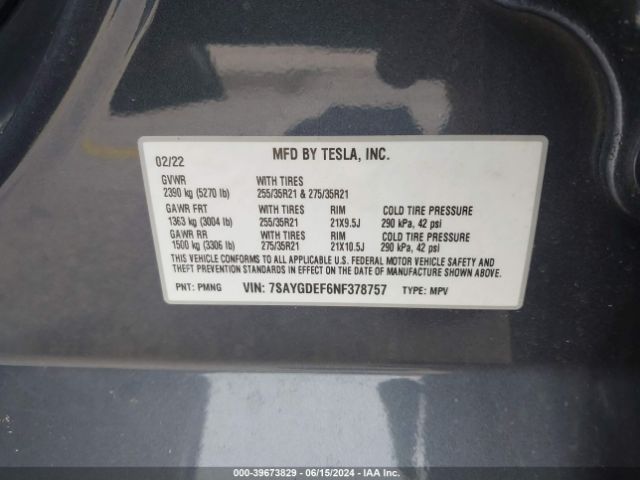 02/22 MFD BY TESLA, INC.
GVWR WITH TIRES
2390 kg (5270 lb) 255/35R21 & 275/35R21
GAWR FRT WITH TIRES RIM COLD TIRE PRESSURE
1363 kg (3004 lb) 255/35R21 21X9.5J 290 kPa, 42 psi
GAWR RR WITH TIRES RIM COLD TIRE PRESSURE
1500 kg (3306 lb) 275/35R21 21X10.5J 290 kPa, 42 psi
THIS VEHICLE CONFORMS TO ALL APPLICABLE U.S. FEDERAL MOTOR VEHICLE SAFETY AND
THEFT PREVENTION STANDARDS IN EFFECT ON THE DATE OF MANUFACTURE SHOWN ABOVE.
PNT: PMNG VIN: 7SAYGDEF6NF378757 TYPE: MPV
000-39673829 - 06/15/2024 - IAA Inc.